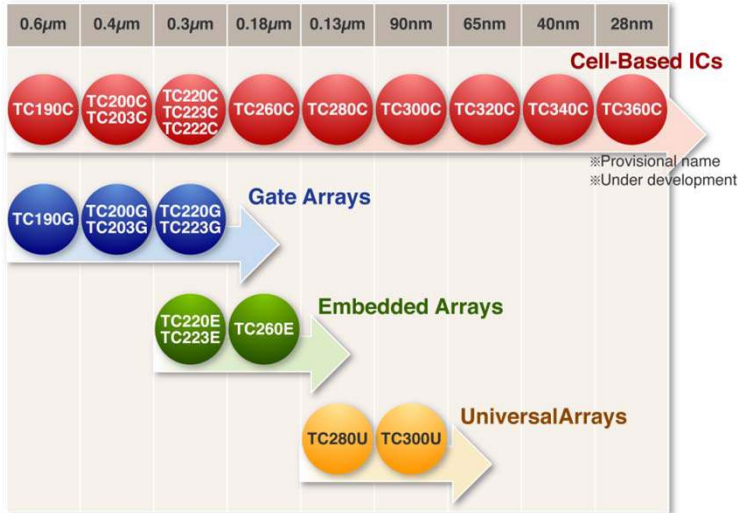 0.6μm 0.4μm 0.3μm 0.18μm 0.13μm 90nm 65nm 40nm 28nm
Cell-Based ICs
TC190C
TC200C
TC203C
TC220C
TC223C
TC222C
TC260C
TC280C
TC300C
TC320C
TC340C
TC360C
※Provisional name
※Under development
Gate Arrays
TC190G
TC200G
TC203G
TC220G
TC223G
Embedded Arrays
TC220E
TC223E
TC260E
UniversalArrays
TC280U
TC300U